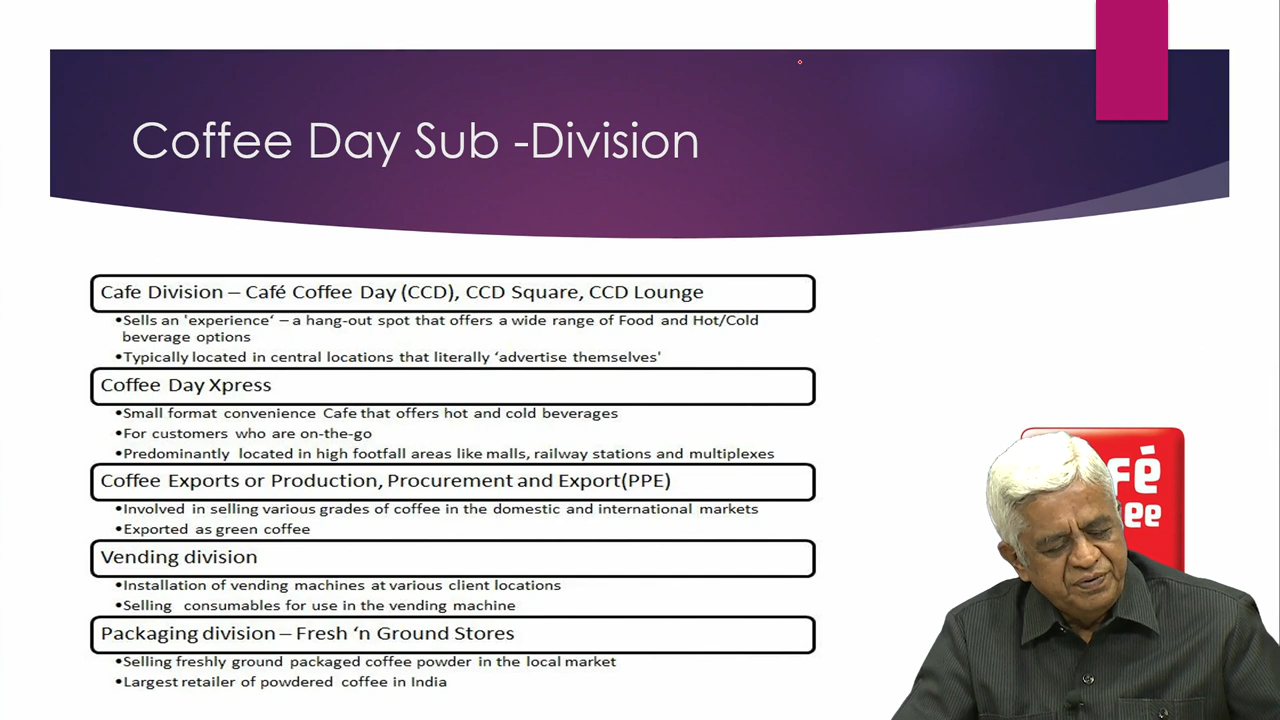 Coffee Day Sub -Division
Cafe Division – Café Coffee Day (CCD), CCD Square, CCD Lounge
•Sells an 'experience‘ – a hang-out spot that offers a wide range of Food and Hot/Cold
beverage options
•Typically located in central locations that literally ‘advertise themselves'
Coffee Day Xpress
•Small format convenience Cafe that offers hot and cold beverages
•For customers who are on-the-go
•Predominantly located in high footfall areas like malls, railway stations and multiplexes
Coffee Exports or Production, Procurement and Export(PPE)
•Involved in selling various grades of coffee in the domestic and international markets
•Exported as green coffee
Vending division
•Installation of vending machines at various client locations
•Selling consumables for use in the vending machine
Packaging division – Fresh ‘n Ground Stores
•Selling freshly ground packaged coffee powder in the local market
•Largest retailer of powdered coffee in India
fé
ee